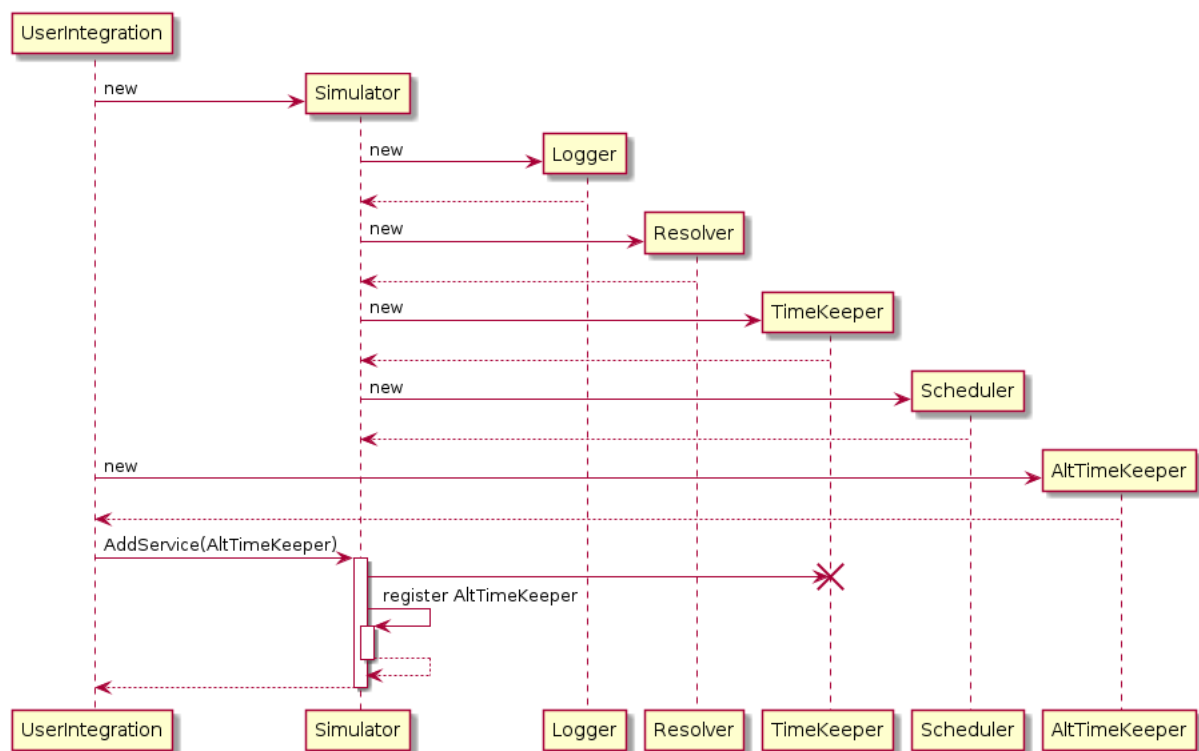 UserIntegration
new
Simulator
new
Logger
new
Resolver
new
TimeKeeper
new
Scheduler
new
AltTimeKeeper
AddService(AltTimeKeeper)
register AltTimeKeeper
UserIntegration Simulator Logger Resolver TimeKeeper Scheduler AltTimeKeeper